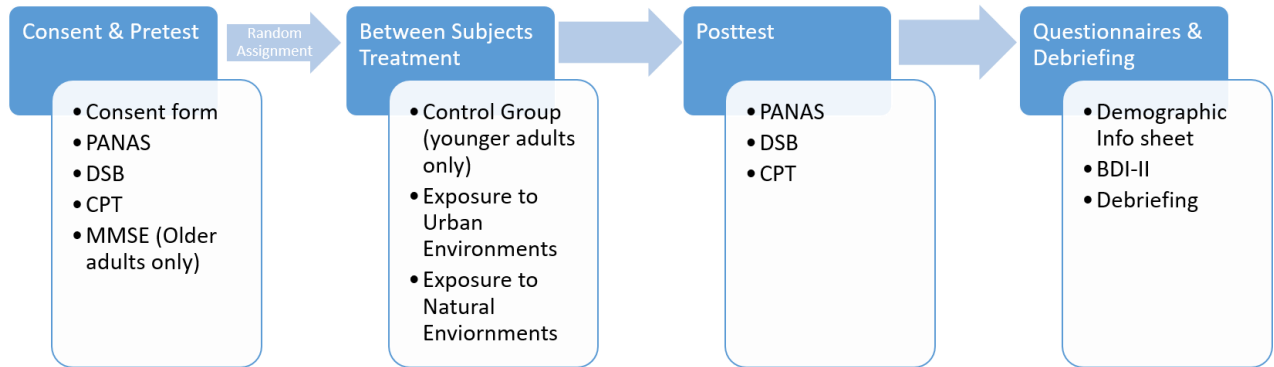 Consent & Pretest
• Consent form
• PANAS
• DSB
• CPT
• MMSE (Older
adults only)
Random
Assignment
Between Subjects
Treatment
• Control Group
(younger adults
only)
• Exposure to
Urban
Environments
• Exposure to
Natural
Enviornments
Posttest
• PANAS
• DSB
• CPT
Questionnaires &
Debriefing
• Demographic
Info sheet
• BDI-II
• Debriefing